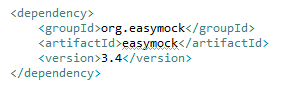 <dependency>
    <groupId>org.easymock</groupId>
    <artifactId>easymock</artifactId>
    <version>3.4</version>
</dependency>